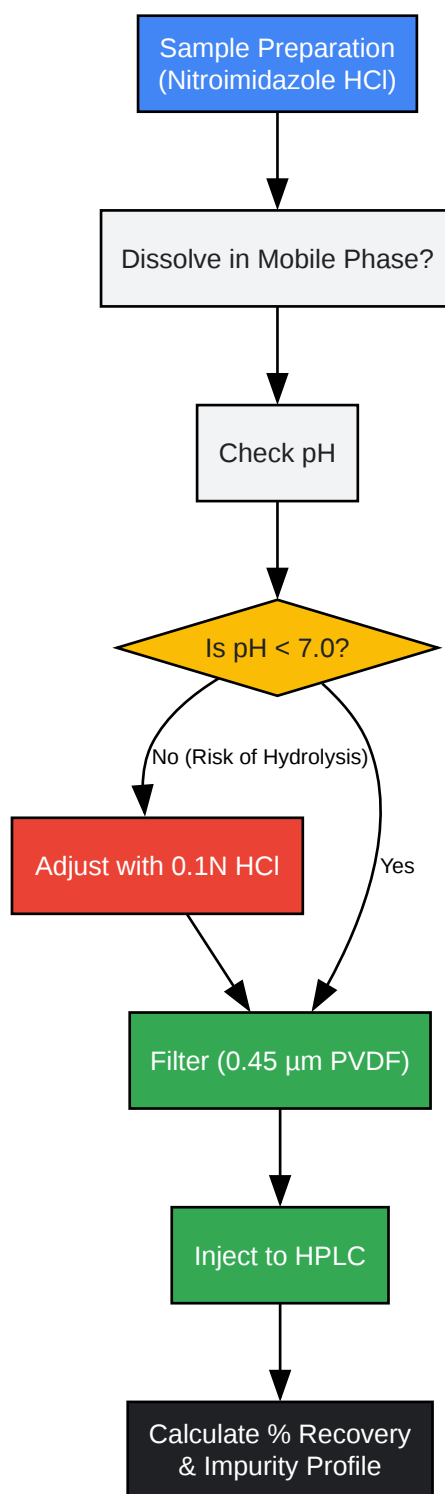 Sample Preparation
(Nitroimidazole HCl)
Dissolve in Mobile Phase?
Check pH
Is pH < 7.0?
No (Risk of Hydrolysis)
Adjust with 0.1N HCl
Yes
Filter (0.45 µm PVDF)
Inject to HPLC
Calculate % Recovery
& Impurity Profile